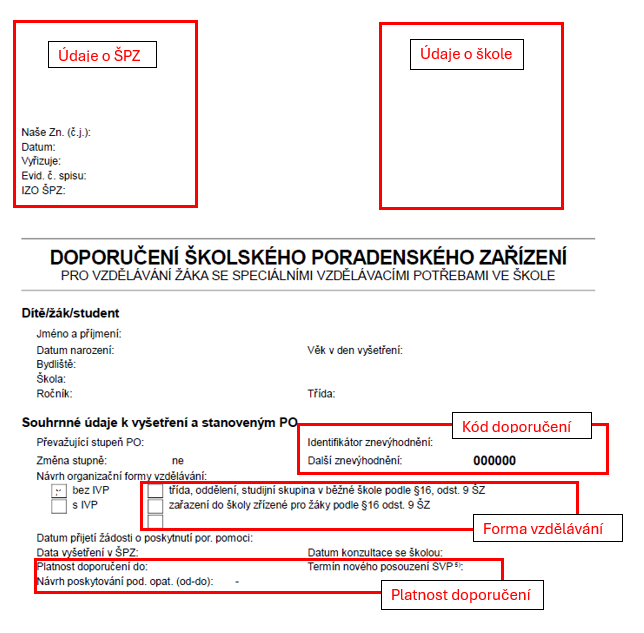 Údaje o ŠPZ
Údaje o škole
Naše Zn. (č.j.):
Datum:
Vyřizuje:
Evid. č. spisu:
IZO ŠPZ:
DOPORUČENÍ ŠKOLSKÉHO PORADENSKÉHO ZAŘÍZENÍ
PRO VZDĚLÁVÁNÍ ŽÁKA SE SPECIÁLNÍMI VZDĚLÁVACÍMI POTŘEBAMI VE ŠKOLE
Dítě/žák/student
Jméno a příjmení:
Datum narození: Věk v den vyšetření:
Bydliště:
Škola:
Ročník: Třída:
Souhrnné údaje k vyšetření a stanoveným PO
Kód doporučení
Převažující stupeň PO: Identifikátor znevýhodnění:
Změna stupně: ne Další znevýhodnění: 000000
Návrh organizační formy vzdělávání:
bez IVP třída, oddělení, studijní skupina v běžné škole podle §16, odst. 9 ŠZ
s IVP zařazení do školy zřízené pro žáky podle §16 odst. 9 ŠZ
Forma vzdělávání
Datum přijetí žádosti o poskytnutí por. pomoci:
Data vyšetření v ŠPZ: Datum konzultace se školou:
Platnost doporučení do: Termín nového posouzení SVP ⁵⁾:
Návrh poskytování pod. opat. (od-do): -
Platnost doporučení